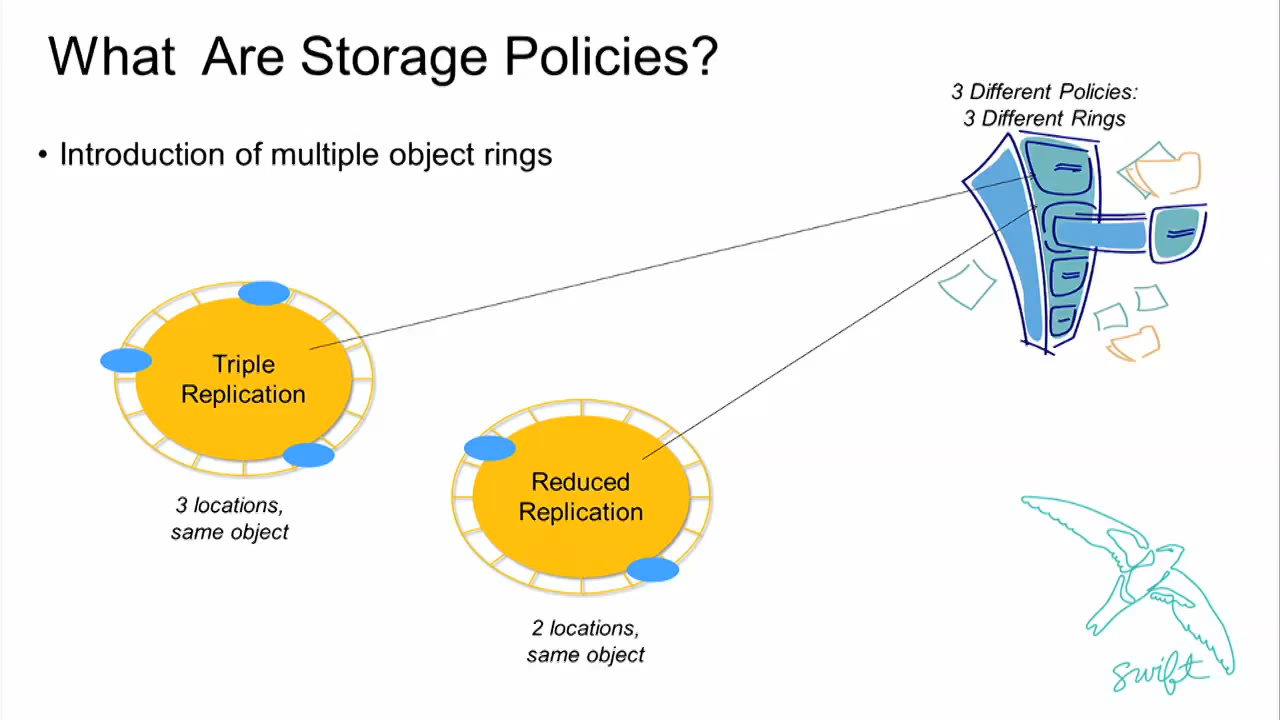 What Are Storage Policies?
3 Different Policies:
3 Different Rings
• Introduction of multiple object rings
Triple
Replication
3 locations,
same object
Reduced
Replication
2 locations,
same object
swift